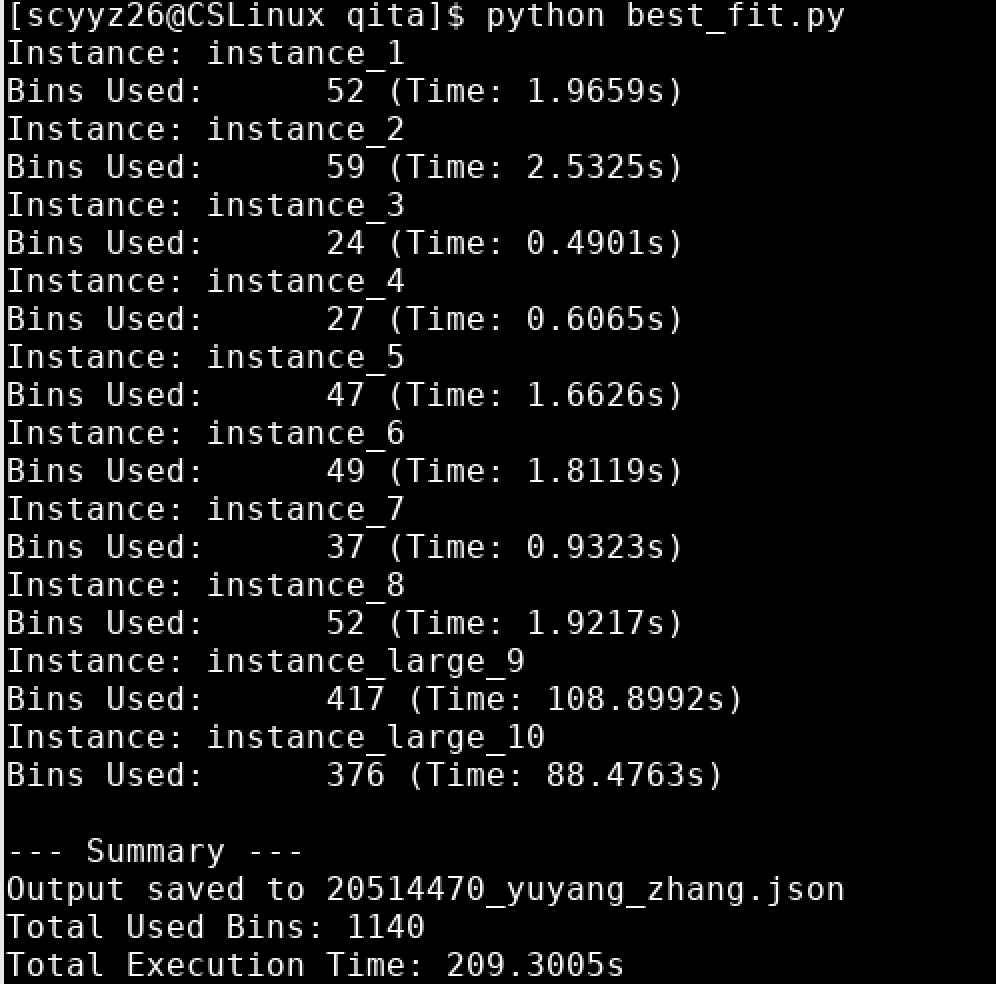 [scyyz26@CSLinux qita]$ python best_fit.py
Instance: instance_1
Bins Used:      52 (Time: 1.9659s)
Instance: instance_2
Bins Used:      59 (Time: 2.5325s)
Instance: instance_3
Bins Used:      24 (Time: 0.4901s)
Instance: instance_4
Bins Used:      27 (Time: 0.6065s)
Instance: instance_5
Bins Used:      47 (Time: 1.6626s)
Instance: instance_6
Bins Used:      49 (Time: 1.8119s)
Instance: instance_7
Bins Used:      37 (Time: 0.9323s)
Instance: instance_8
Bins Used:      52 (Time: 1.9217s)
Instance: instance_large_9
Bins Used:      417 (Time: 108.8992s)
Instance: instance_large_10
Bins Used:      376 (Time: 88.4763s)

--- Summary ---
Output saved to 20514470_yuyang_zhang.json
Total Used Bins: 1140
Total Execution Time: 209.3005s